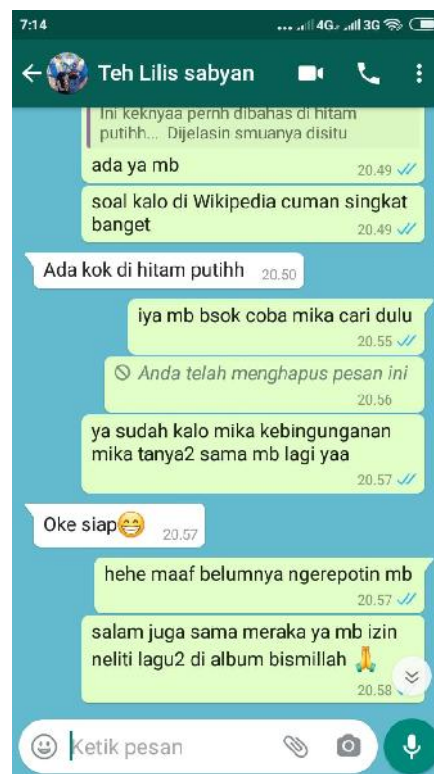 7:14
4G
3G
Teh Lilis sabyan
Ini keknyaa pernh dibahas di hitam
putihh... Dijelasin smuanya disitu
ada ya mb
20.49
soal kalo di Wikipedia cuman singkat
banget
20.49
Ada kok di hitam putihh
20.50
iya mb bsok coba mika cari dulu
20.55
Anda telah menghapus pesan ini
20.56
ya sudah kalo mika kebingunganan
mika tanya2 sama mb lagi yaa
20.57
Oke siap😁
20.57
hehe maaf belumnya ngerepotin mb
20.57
salam juga sama meraka ya mb izin
neliti lagu2 di album bismillah 🙏
20.58
Ketik pesan